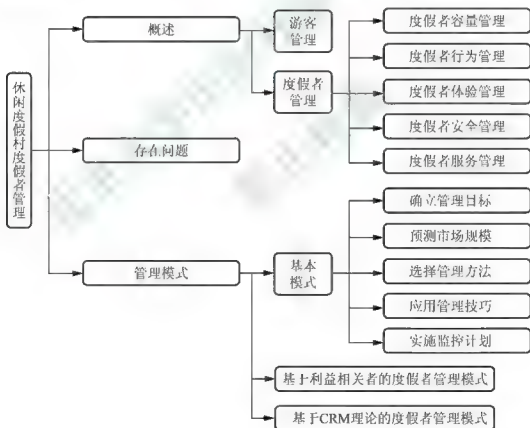 休闲度假村度假者管理
概述
游客
管理
度假者
管理
度假者容量管理
度假者行为管理
度假者体验管理
度假者安全管理
度假者服务管理
存在问题
管理模式
基本
模式
确立管理目标
预测市场规模
选择管理方法
应用管理技巧
实施监控计划
基于利益相关者的度假者管理模式
基于CRM理论的度假者管理模式